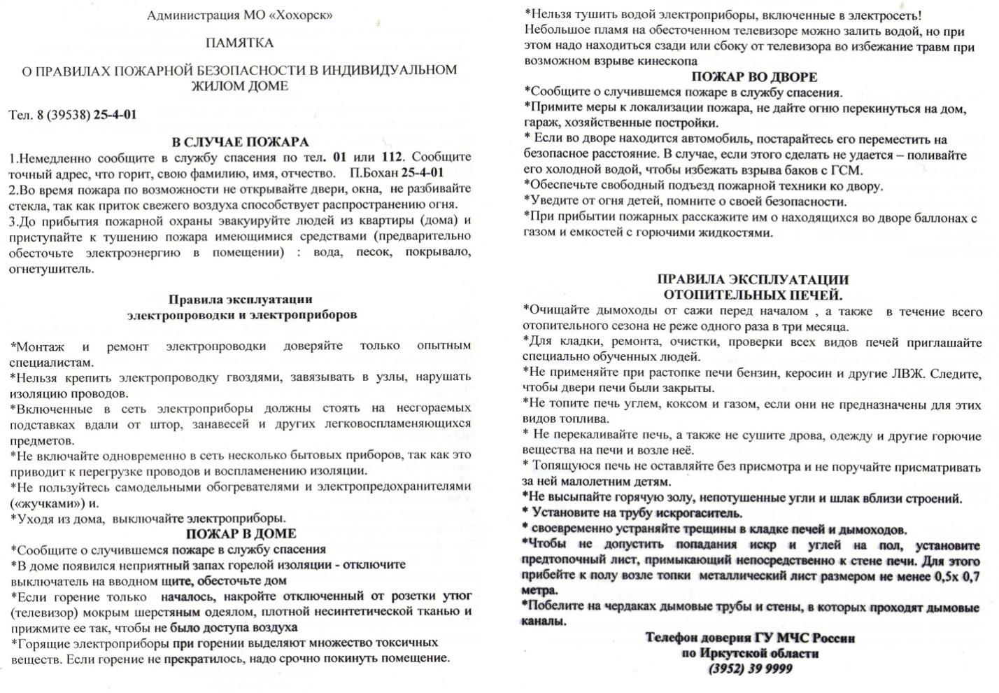 Администрация МО «Хохорск»
ПАМЯТКА
О ПРАВИЛАХ ПОЖАРНОЙ БЕЗОПАСНОСТИ В ИНДИВИДУАЛЬНОМ
ЖИЛОМ ДОМЕ
Тел. 8 (39538) 25-4-01
В СЛУЧАЕ ПОЖАРА
1.Немедленно сообщите в службу спасения по тел. 01 или 112. Сообщите
точный адрес, что горит, свою фамилию, имя, отчество. П.Бохан 25-4-01
2.Во время пожара по возможности не открывайте двери, окна, не разбивайте
стекла, так как приток свежего воздуха способствует распространению огня.
3.До прибытия пожарной охраны эвакуируйте людей из квартиры (дома) и
приступайте к тушению пожара имеющимися средствами (предварительно
обесточьте электроэнергию в помещении) : вода, песок, покрывало,
огнетушитель.
Правила эксплуатации
электропроводки и электроприборов
*Монтаж и ремонт электропроводки доверяйте только опытным
специалистам.
*Нельзя крепить электропроводку гвоздями, завязывать в узлы, нарушать
изоляцию проводов.
*Включенные в сеть электроприборы должны стоять на несгораемых
подставках вдали от штор, занавесей и других легковоспламеняющихся
предметов.
*Не включайте одновременно в сеть несколько бытовых приборов, так как это
приводит к перегрузке проводов и воспламенению изоляции.
*Не пользуйтесь самодельными обогревателями и электропредохранителями
(«жучками») и.
*Уходя из дома, выключайте электроприборы.
ПОЖАР В ДОМЕ
*Сообщите о случившемся пожаре в службу спасения
*В доме появился неприятный запах горелой изоляции - отключите
выключатель на вводном щите, обесточьте дом
*Если горение только началось, накройте отключенный от розетки утюг
(телевизор) мокрым шерстяным одеялом, плотной несинтетической тканью и
прижмите ее так, чтобы не было доступа воздуха
*Горящие электроприборы при горении выделяют множество токсичных
веществ. Если горение не прекратилось, надо срочно покинуть помещение.
*Нельзя тушить водой электроприборы, включенные в электросеть!
Небольшое пламя на обесточенном телевизоре можно залить водой, но при
этом надо находиться сзади или сбоку от телевизора во избежание травм при
возможном взрыве кинескопа
ПОЖАР ВО ДВОРЕ
*Сообщите о случившемся пожаре в службу спасения.
*Примите меры к локализации пожара, не дайте огню перекинуться на дом,
гараж, хозяйственные постройки.
* Если во дворе находится автомобиль, постарайтесь его переместить на
безопасное расстояние. В случае, если этого сделать не удается – поливайте
его холодной водой, чтобы избежать взрыва баков с ГСМ.
*Обеспечьте свободный подъезд пожарной техники ко двору.
*Уведите от огня детей, помните о своей безопасности.
*При прибытии пожарных расскажите им о находящихся во дворе баллонах с
газом и емкостей с горючими жидкостями.
ПРАВИЛА ЭКСПЛУАТАЦИИ
ОТОПИТЕЛЬНЫХ ПЕЧЕЙ.
*Очищайте дымоходы от сажи перед началом , а также в течение всего
отопительного сезона не реже одного раза в три месяца.
*Для кладки, ремонта, очистки, проверки всех видов печей приглашайте
специально обученных людей.
*Не применяйте при растопке печи бензин, керосин и другие ЛВЖ. Следите,
чтобы двери печи были закрыты.
*Не топите печь углем, коксом и газом, если они не предназначены для этих
видов топлива.
* Не перекаливайте печь, а также не сушите дрова, одежду и другие горючие
вещества на печи и возле неё.
* Топящуюся печь не оставляйте без присмотра и не поручайте присматривать
за ней малолетним детям.
*Не высыпайте горячую золу, непотушенные угли и шлак вблизи строений.
* Установите на трубу искрогаситель.
* своевременно устраняйте трещины в кладке печей и дымоходов.
*Чтобы не допустить попадания искр и углей на пол, установите
предтопочный лист, примыкающий непосредственно к стене печи. Для этого
прибейте к полу возле топки металлический лист размером не менее 0,5х 0,7
метра.
*Побелите на чердаках дымовые трубы и стены, в которых проходят дымовые
каналы.
Телефон доверия ГУ МЧС России
по Иркутской области
(3952) 39 9999